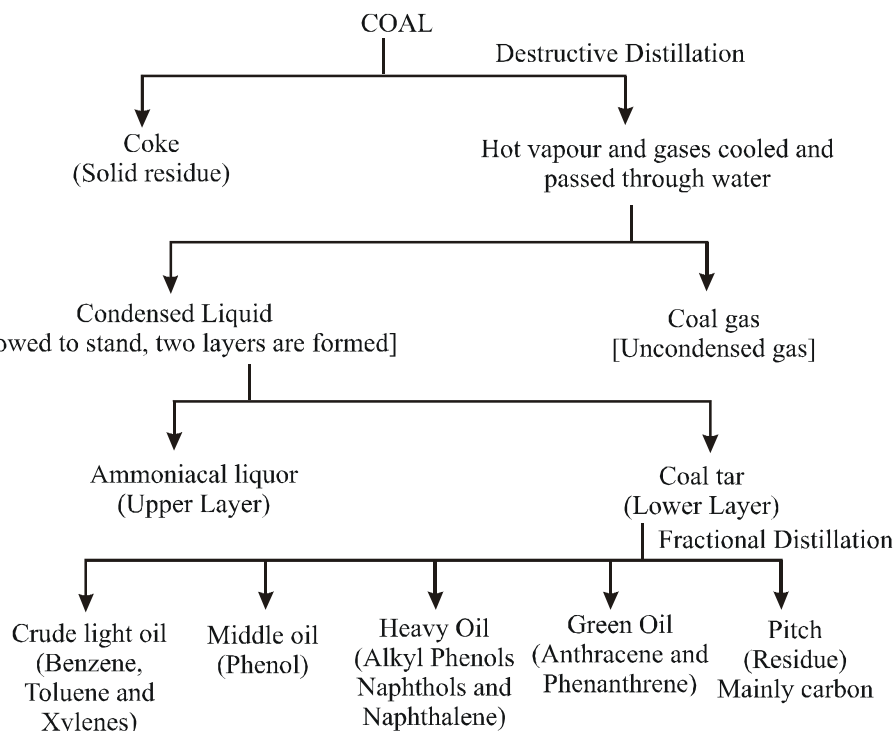 COAL
Destructive Distillation
Coke
(Solid residue)
Hot vapour and gases cooled and
passed through water
Condensed Liquid
owed to stand, two layers are formed]
Coal gas
[Uncondensed gas]
Ammoniacal liquor
(Upper Layer)
Coal tar
(Lower Layer)
Fractional Distillation
Crude light oil
(Benzene,
Toluene and
Xylenes)
Middle oil
(Phenol)
Heavy Oil
(Alkyl Phenols
Naphthols and
Naphthalene)
Green Oil
(Anthracene and
Phenanthrene)
Pitch
(Residue)
Mainly carbon